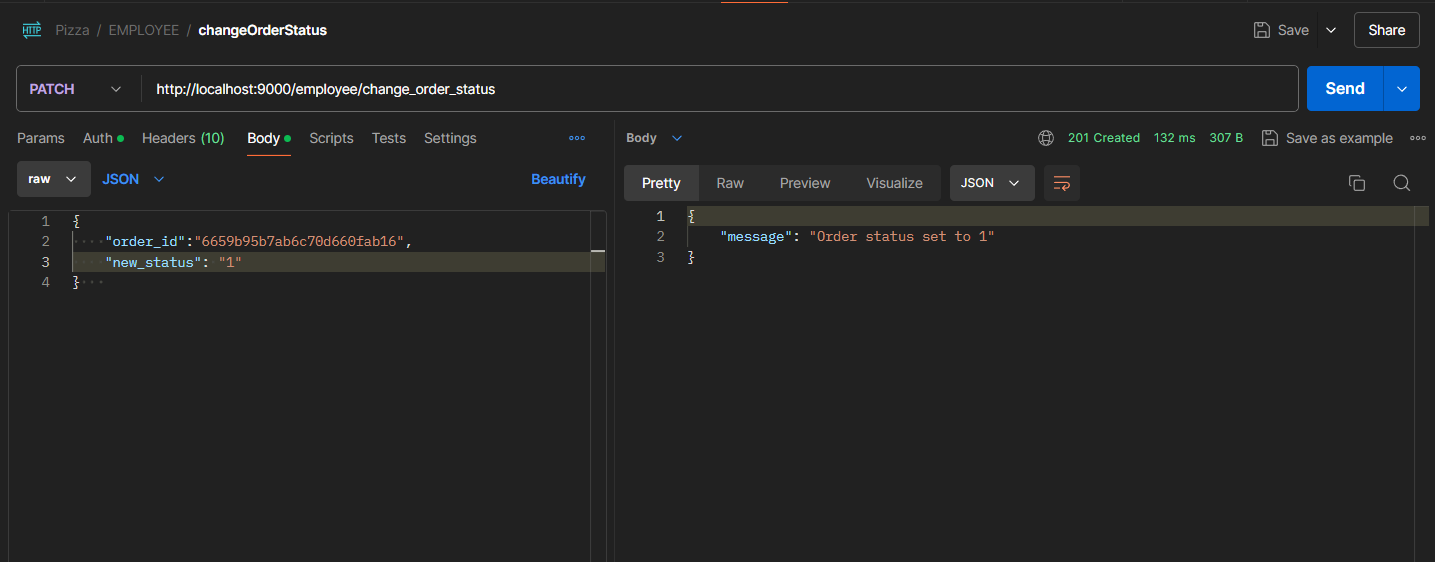 HTTP Pizza / EMPLOYEE / changeOrderStatus Save Share
PATCH http://localhost:9000/employee/change_order_status Send
Params Auth Headers (10) Body Scripts Tests Settings
Body 201 Created 132 ms 307 B Save as example
raw JSON Beautify
Pretty Raw Preview Visualize JSON
1 {
2 "order_id":"6659b95b7ab6c70d660fab16",
3 "new_status": "1"
4 }
1 {
2 "message": "Order status set to 1"
3 }